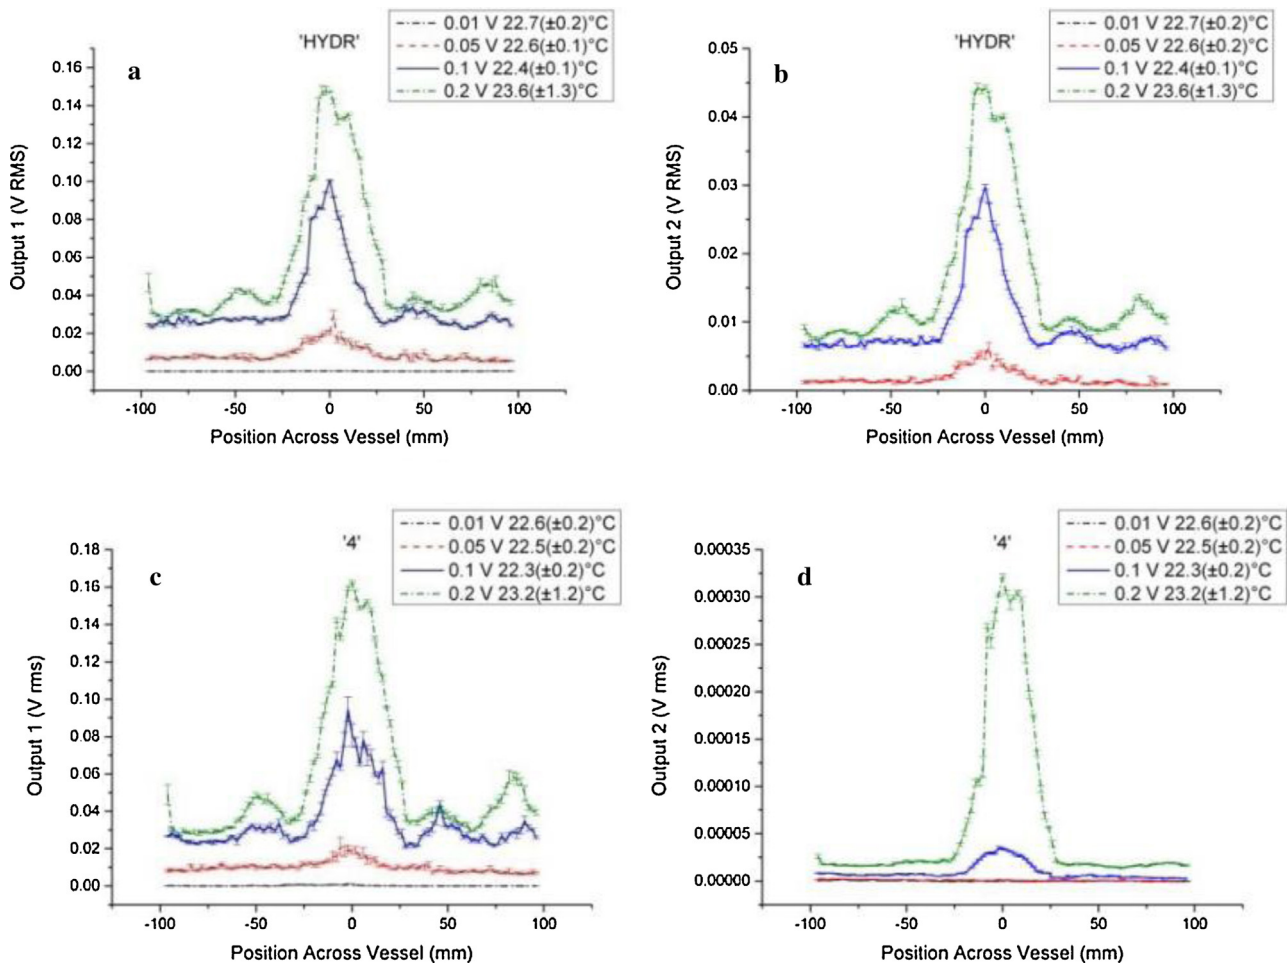 a
'HYDR'
0.01 V 22.7(±0.2)°C
0.05 V 22.6(±0.1)°C
0.1 V 22.4(±0.1)°C
0.2 V 23.6(±1.3)°C
Output 1 (V RMS)
0.16
0.14
0.12
0.10
0.08
0.06
0.04
0.02
0.00
-100 -50 0 50 100
Position Across Vessel (mm)
b
'HYDR'
0.01 V 22.7(±0.2)°C
0.05 V 22.6(±0.2)°C
0.1 V 22.4(±0.1)°C
0.2 V 23.6(±1.3)°C
Output 2 (V RMS)
0.05
0.04
0.03
0.02
0.01
0.00
-100 -50 0 50 100
Position Across Vessel (mm)
c
'4'
0.01 V 22.6(±0.2)°C
0.05 V 22.5(±0.2)°C
0.1 V 22.3(±0.2)°C
0.2 V 23.2(±1.2)°C
Output 1 (V rms)
0.18
0.16
0.14
0.12
0.10
0.08
0.06
0.04
0.02
0.00
-100 -50 0 50 100
Position Across Vessel (mm)
d
'4'
0.01 V 22.6(±0.2)°C
0.05 V 22.5(±0.2)°C
0.1 V 22.3(±0.2)°C
0.2 V 23.2(±1.2)°C
Output 2 (V rms)
0.00035
0.00030
0.00025
0.00020
0.00015
0.00010
0.00005
0.00000
-100 -50 0 50 100
Position Across Vessel (mm)